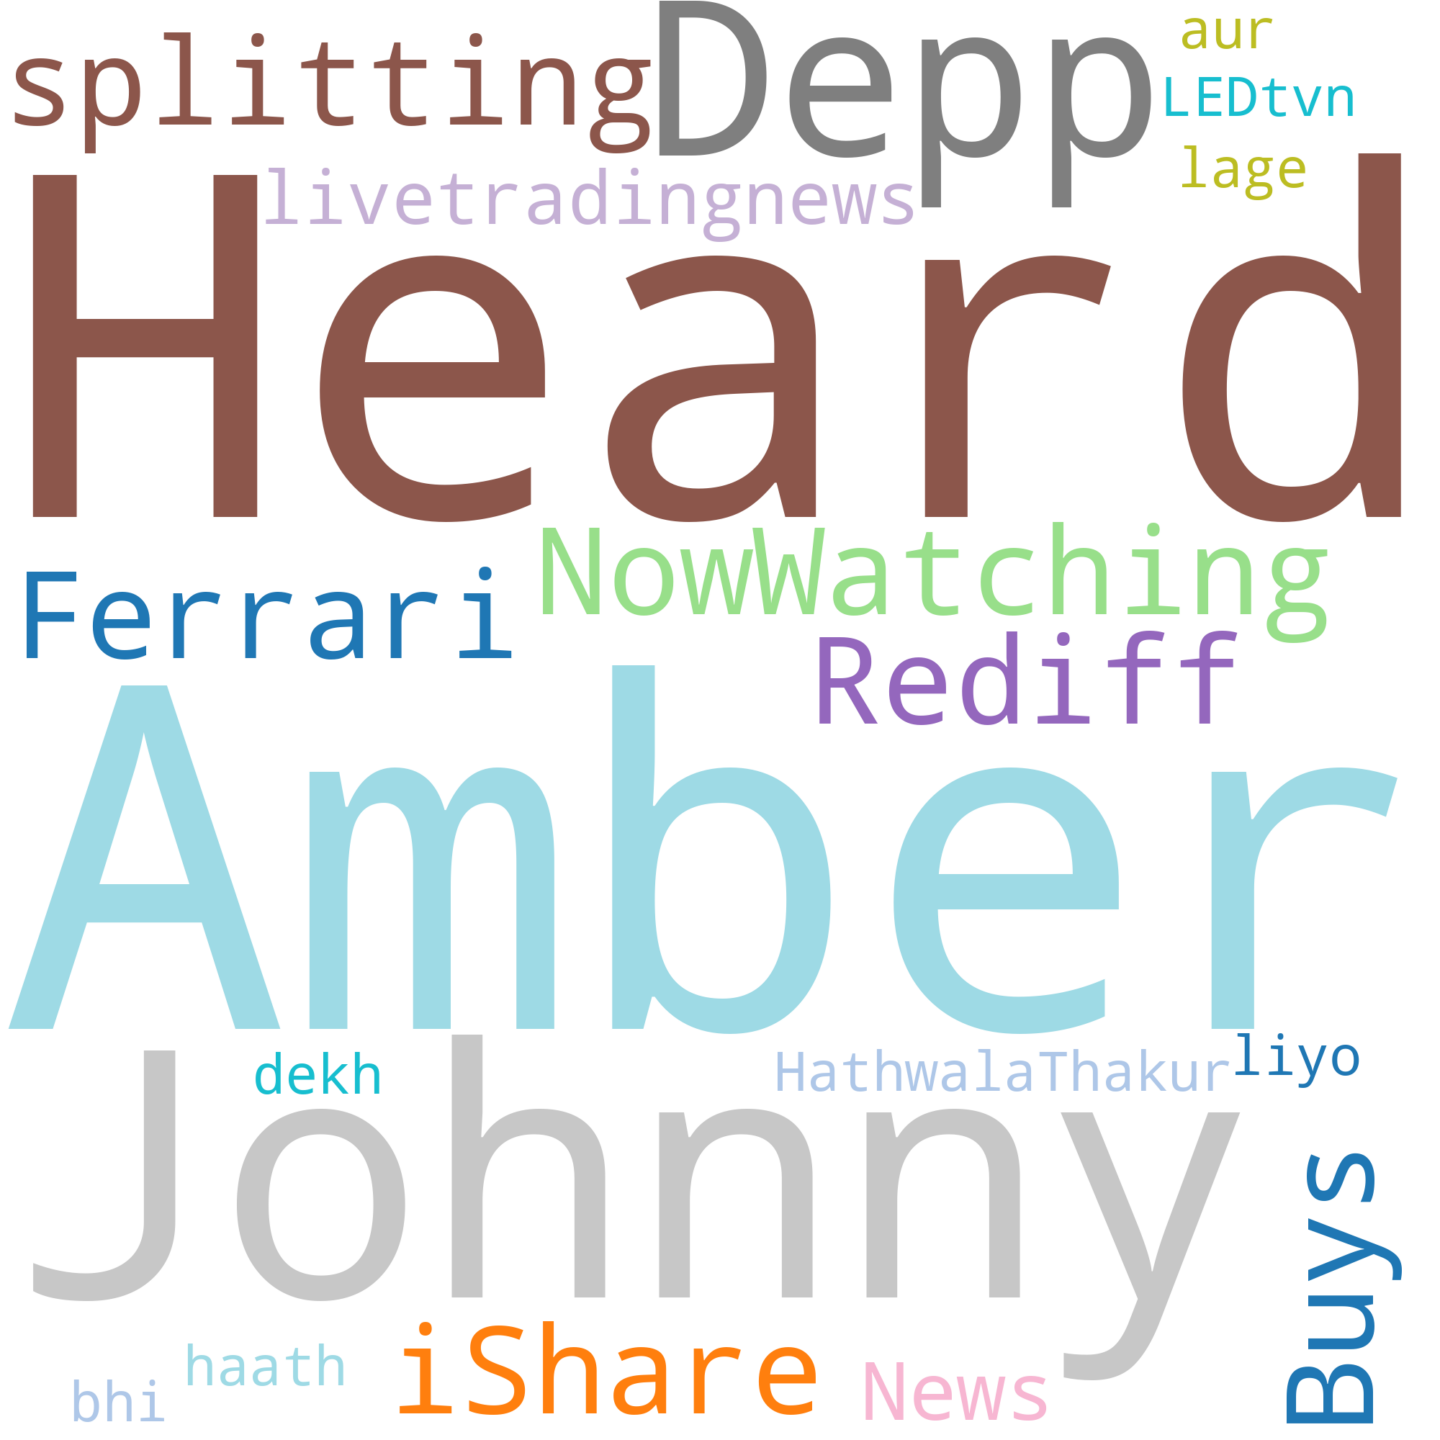 splitting
Depp
aur
LEDtvn
lage
livetradingnews
Heard
NowWatching
Ferrari
Rediff
Amber
dekh
HathwalaThakur
liyo
Johnny
Buys
iShare
haath
News
bhi